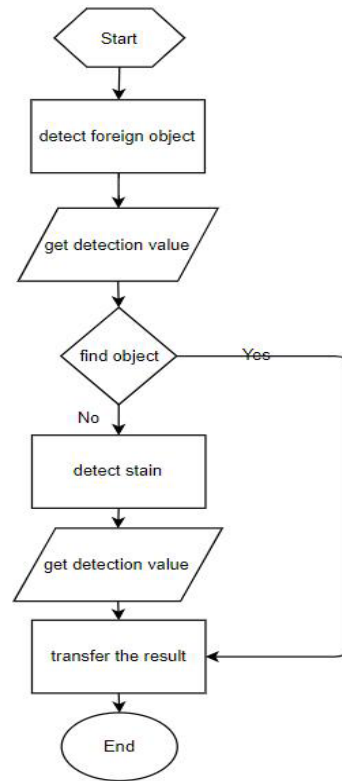 Start
detect foreign object
get detection value
find object
Yes
No
detect stain
get detection value
transfer the result
End